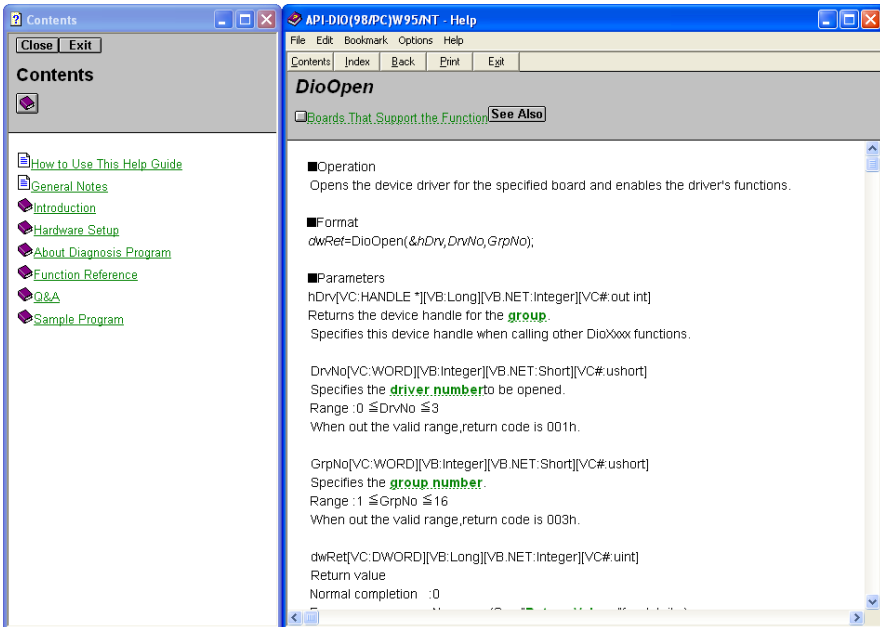 Contents
Close Exit
Contents
How to Use This Help Guide
General Notes
Introduction
Hardware Setup
About Diagnosis Program
Function Reference
Q&A
Sample Program
API-DIO(98/PC)W95/NT - Help
File Edit Bookmark Options Help
Contents Index Back Print Exit
DioOpen
Boards That Support the Function See Also
■Operation
Opens the device driver for the specified board and enables the driver's functions.
■Format
dwRet=DioOpen(&hDrv,DrvNo,GrpNo);
■Parameters
hDrv[VC:HANDLE *][VB:Long][VB.NET:Integer][VC#:out int]
Returns the device handle for the group.
Specifies this device handle when calling other DioXxxx functions.
DrvNo[VC:WORD][VB:Integer][VB.NET:Short][VC#:ushort]
Specifies the driver numberto be opened.
Range :0 ≦DrvNo ≦3
When out the valid range,return code is 001h.
GrpNo[VC:WORD][VB:Integer][VB.NET:Short][VC#:ushort]
Specifies the group number.
Range :1 ≦GrpNo ≦16
When out the valid range,return code is 003h.
dwRet[VC:DWORD][VB:Long][VB.NET:Integer][VC#:uint]
Return value
Normal completion :0